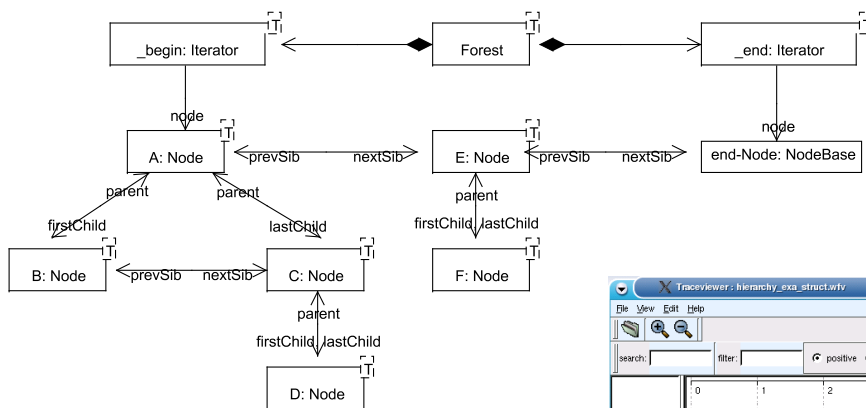 T
T
T
_begin: Iterator
Forest
_end: Iterator
node
node
T
T
A: Node
prevSib
nextSib
E: Node
prevSib
nextSib
end-Node: NodeBase
parent
parent
parent
firstChild
lastChild
firstChild
lastChild
T
T
T
B: Node
prevSib
nextSib
C: Node
F: Node
parent
firstChild
lastChild
T
D: Node
X Traceviewer : hierarchy_exa_struct.wfv
File View Edit Help
search:
filter:
positive
0
1
2